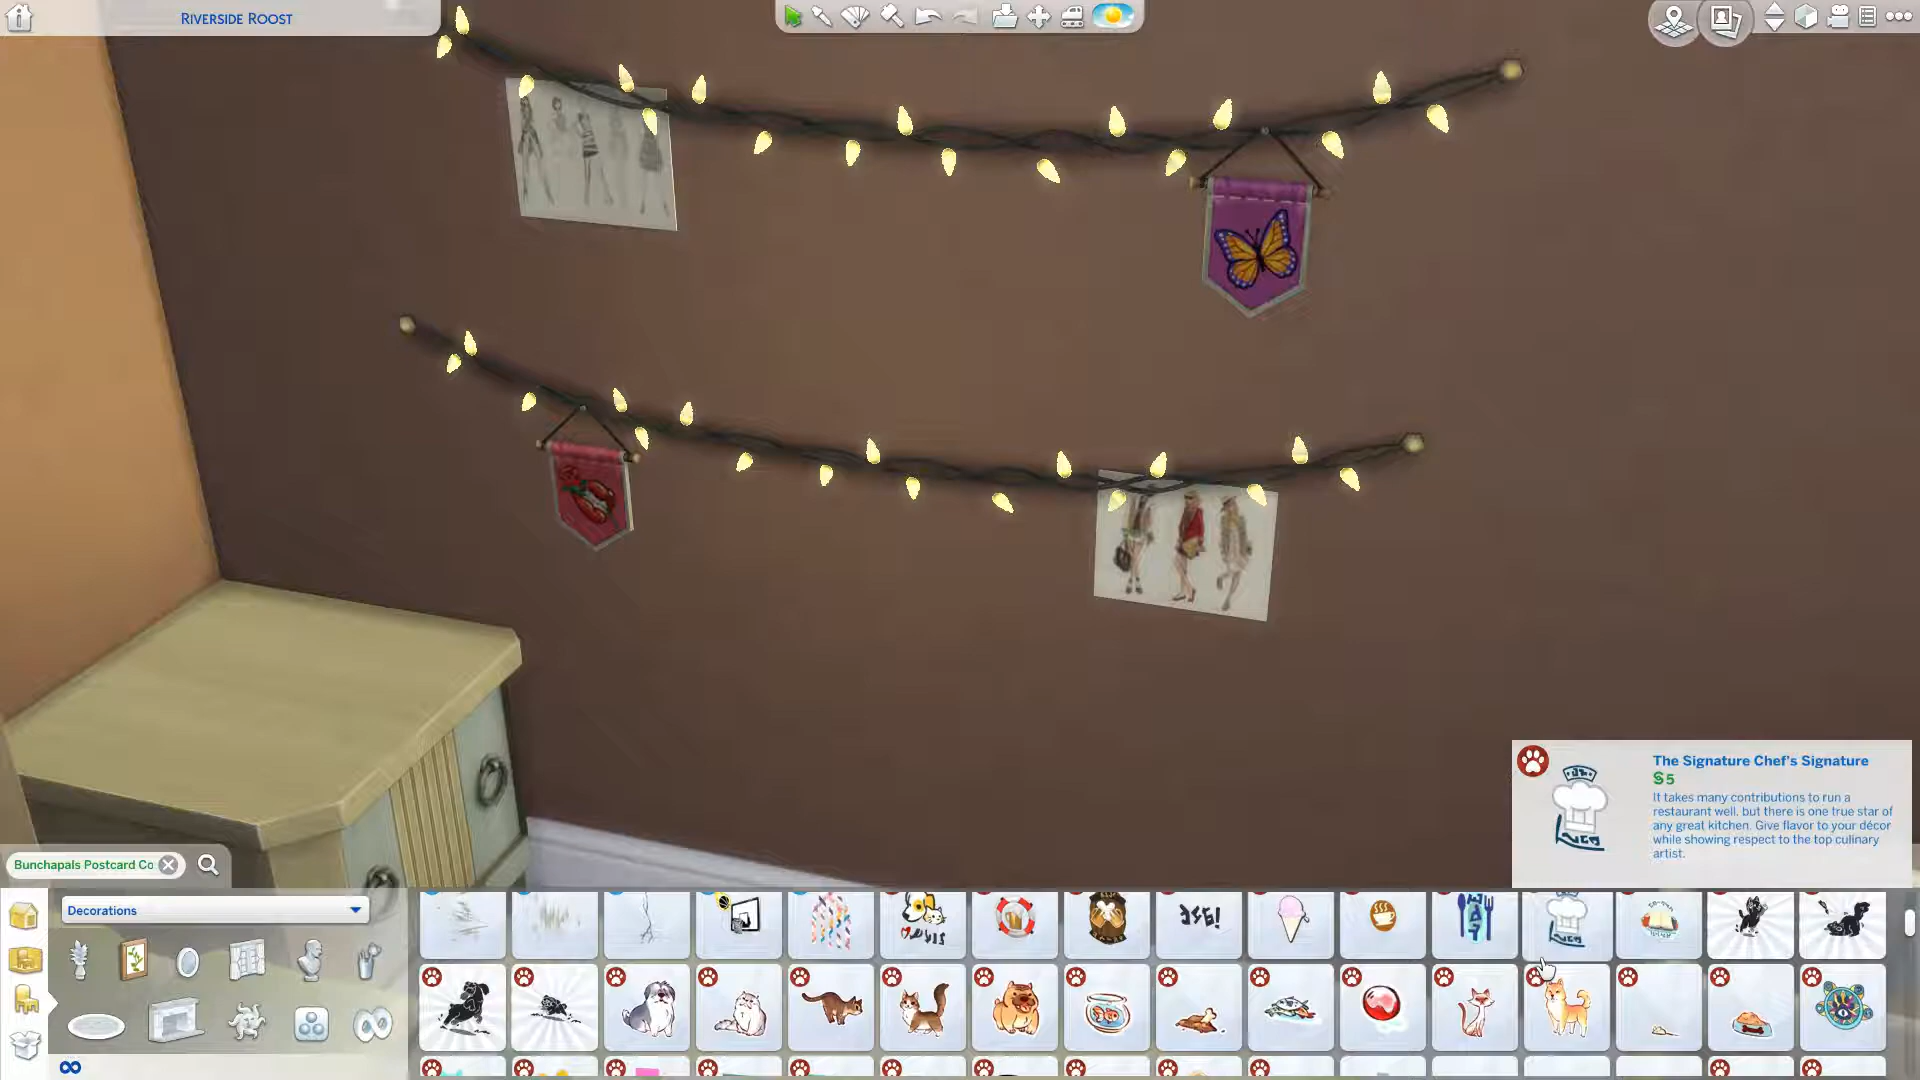 RIVERSIDE ROOST
The Signature Chef's Signature
§5
It takes many contributions to run a
restaurant well, but there is one true star of
any great kitchen. Give flavor to your décor
while showing respect to the top culinary
artist.
Bunchapals Postcard Co
Decorations